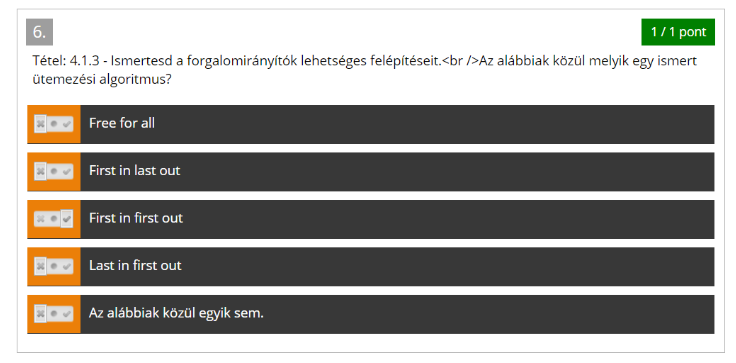 6.
1 / 1 pont
Tétel: 4.1.3 - Ismertesd a forgalomirányítók lehetséges felépítéseit.<br />Az alábbiak közül melyik egy ismert
ütemezési algoritmus?
Free for all
First in last out
First in first out
Last in first out
Az alábbiak közül egyik sem.